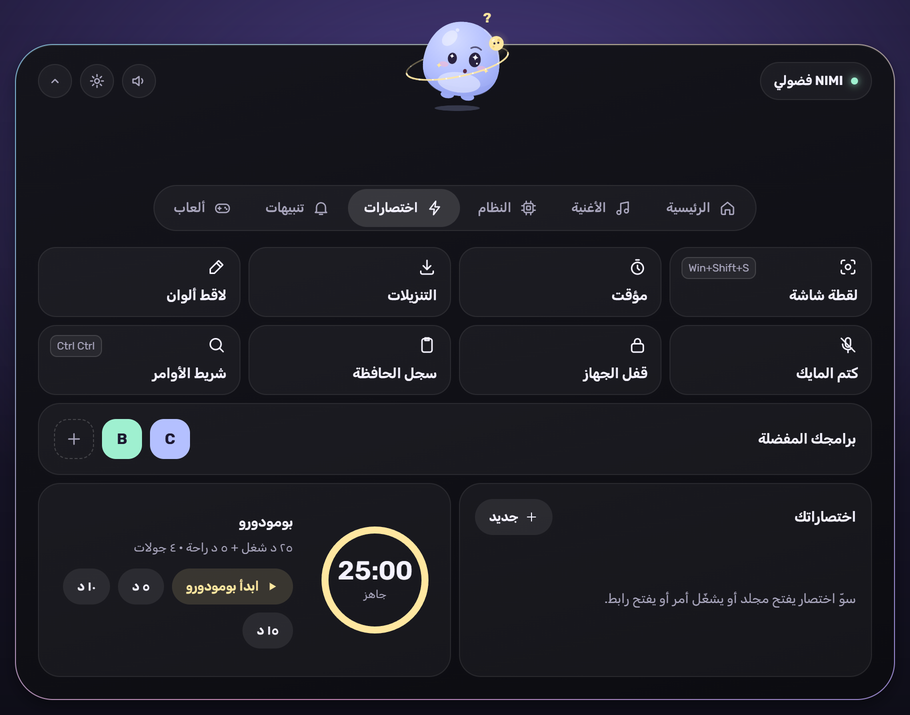 ?
NIMI فضولي
الرئيسية
الأغنية
النظام
اختصارات
تنبيهات
ألعاب
لقطة شاشة
Win+Shift+S
مؤقت
التنزيلات
لاقط ألوان
كتم المايك
قفل الجهاز
سجل الحافظة
شريط الأوامر
Ctrl Ctrl
برامجك المفضلة
C
B
اختصاراتك
جديد
سوّ اختصار يفتح مجلد أو يشغّل أمر أو يفتح رابط.
25:00
جاهز
بومودورو
٢٥ د شغل + ٥ د راحة • ٤ جولات
ابدأ بومودورو
٥ د
١٠ د
١٥ د